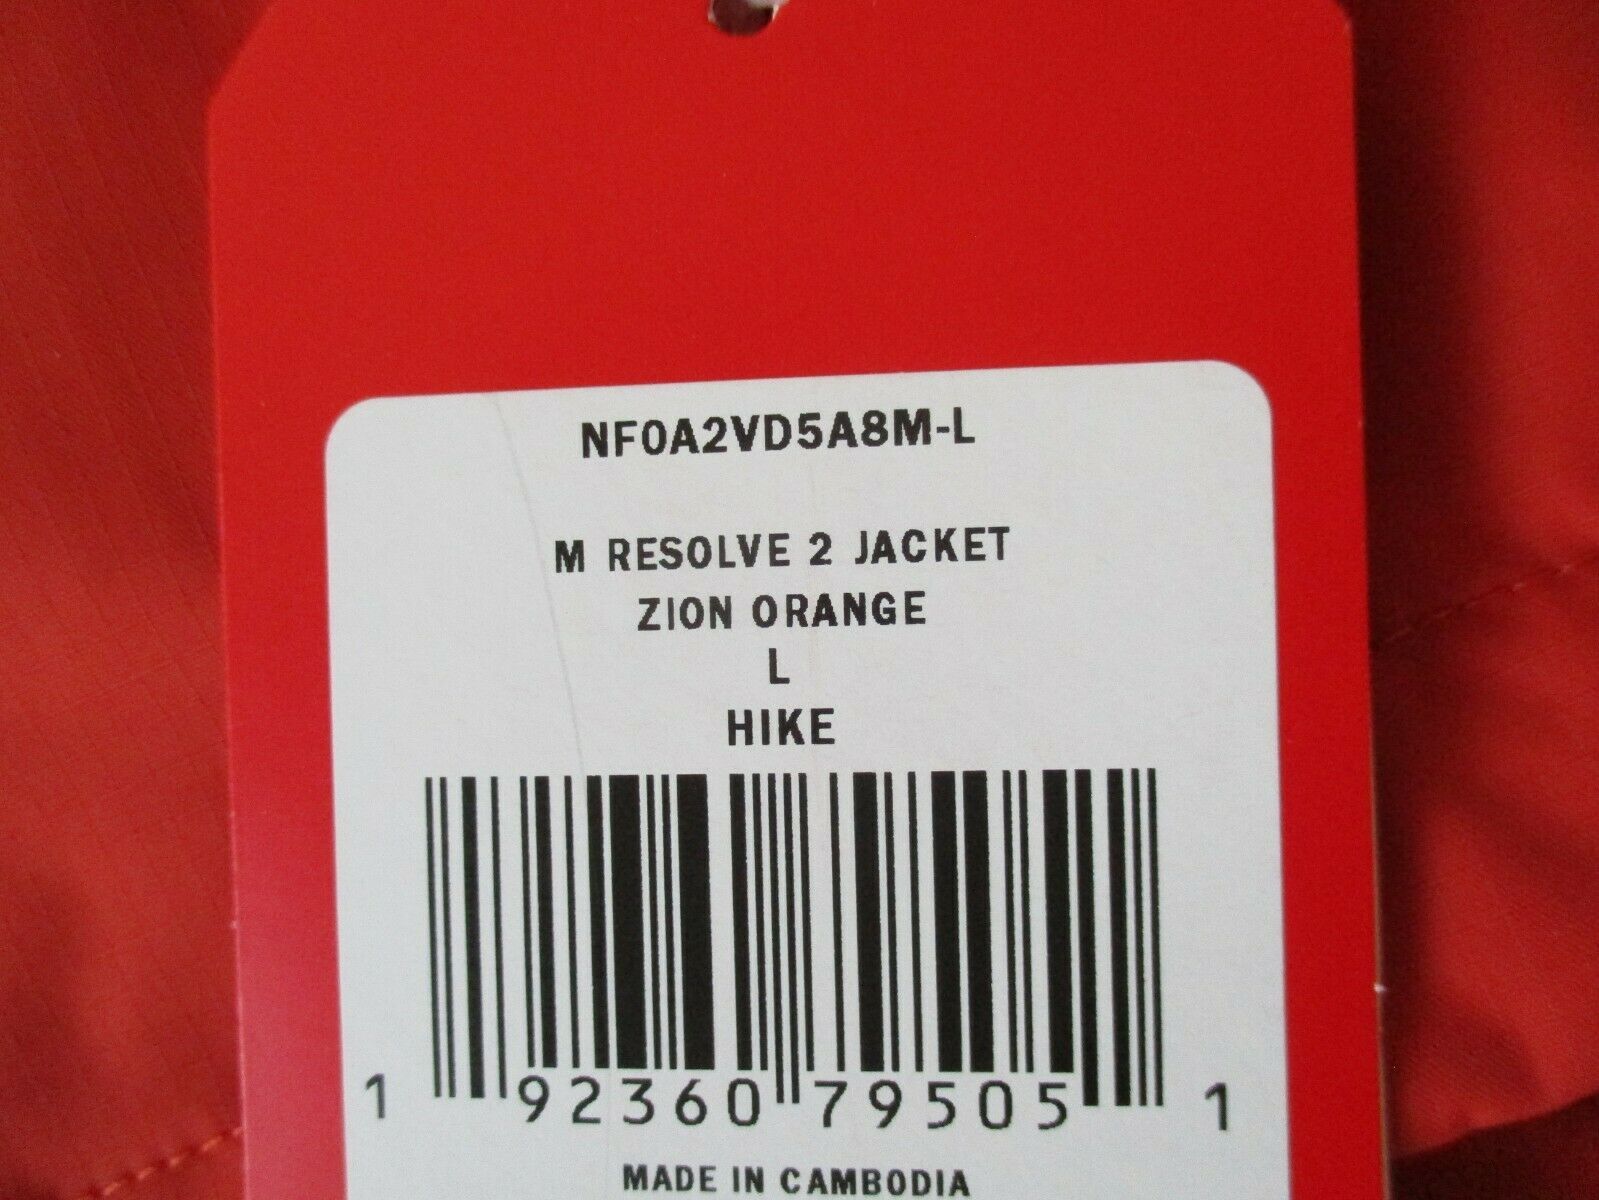 NF0A2VD5A8M-L
M RESOLVE 2 JACKET
ZION ORANGE
L
HIKE
1 92360 79505 1
MADE IN CAMBODIA